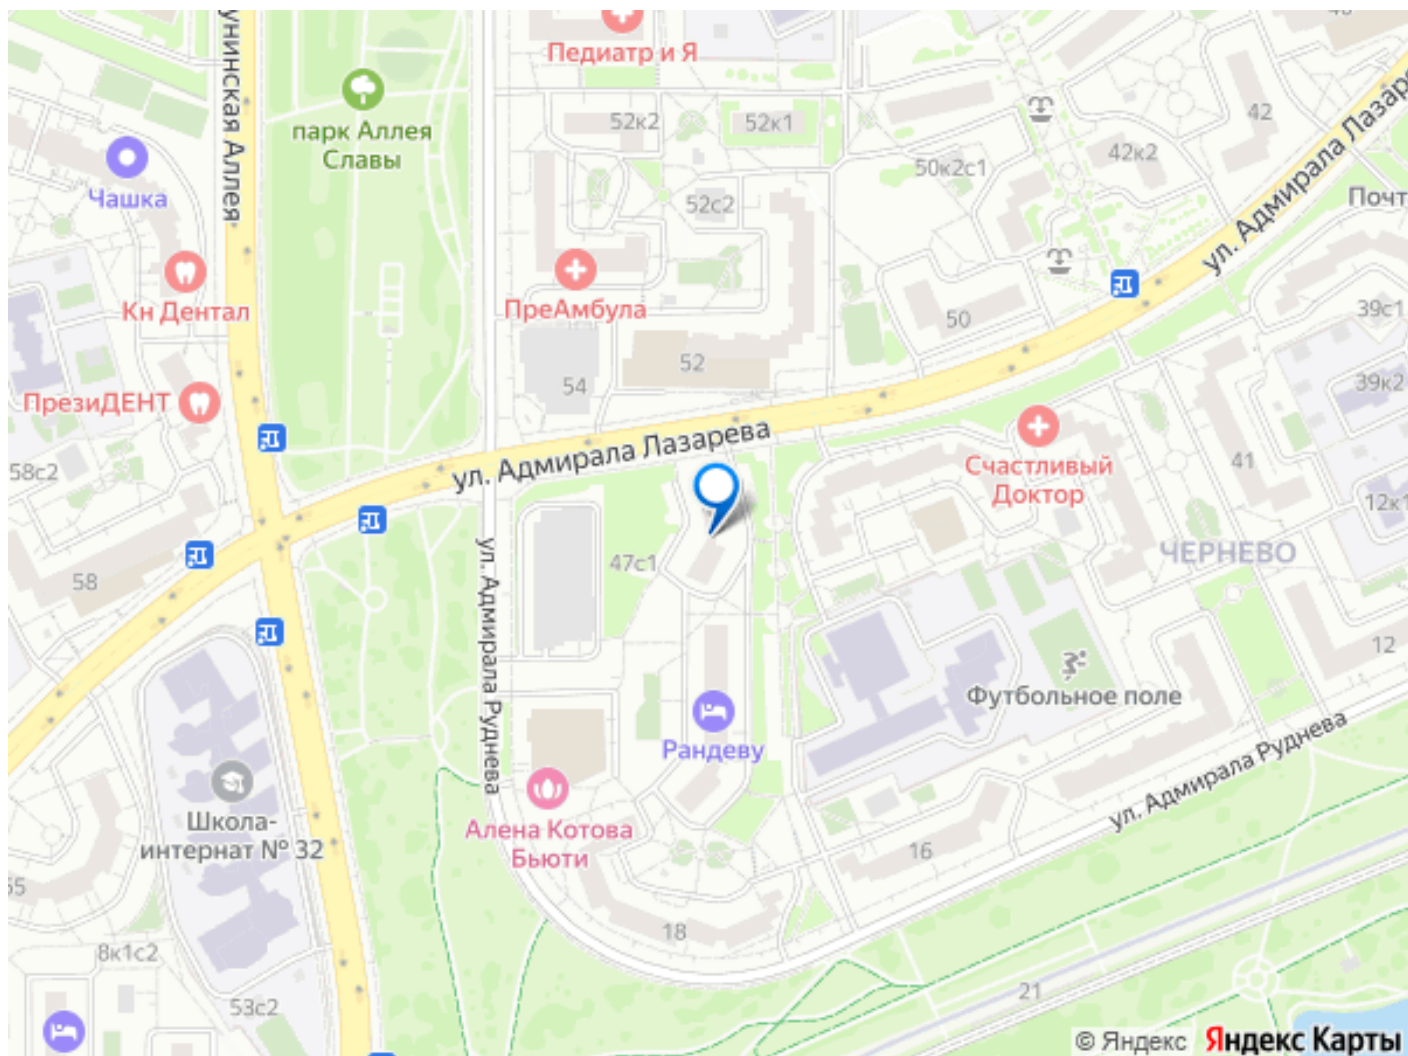 Педиатр и Я
40
унинская Аллея
парк Аллея
Славы
52к2
52к1
42
42к2
50к2с1
ул. Адмирала Лазаре
Чашка
52с2
Почт
Кн Дентал
ПреАмбула
50
39с1
52
54
39к2
ПрезиДЕНТ
ул. Адмирала Лазарева
58с2
Счастливый
Доктор
41
12к1
47с1
ЧЕРНЕВО
58
ул. Адмирала Руднева
12
Футбольное поле
Рандеву
ул. Адмирала Руднева
Школа-
интернат № 32
Алена Котова
Бьюти
16
55
18
8к1с2
21
53с2
© Яндекс Яндекс Карты